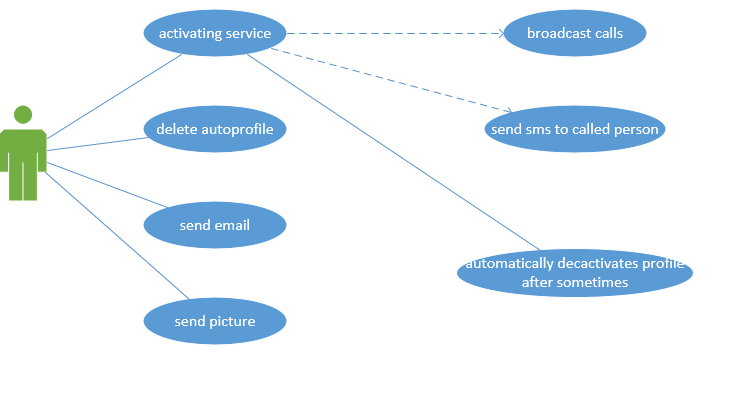 activating service
broadcast calls
delete autoprofile
send sms to called person
send email
automatically decactivates profile
after sometimes
send picture